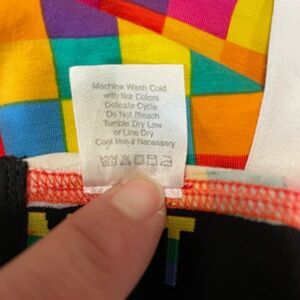 Machine Wash Cold
with like Colors
Delicate Cycle
Do Not Bleach
Tumble Dry Low
or Line Dry
Cool Iron if Necessary